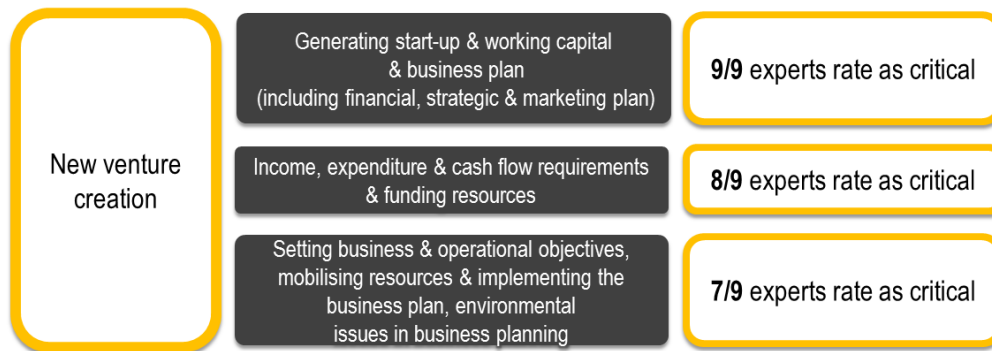 New venture
creation
Generating start-up & working capital
& business plan
(including financial, strategic & marketing plan)
9/9 experts rate as critical
Income, expenditure & cash flow requirements
& funding resources
8/9 experts rate as critical
Setting business & operational objectives,
mobilising resources & implementing the
business plan, environmental
issues in business planning
7/9 experts rate as critical